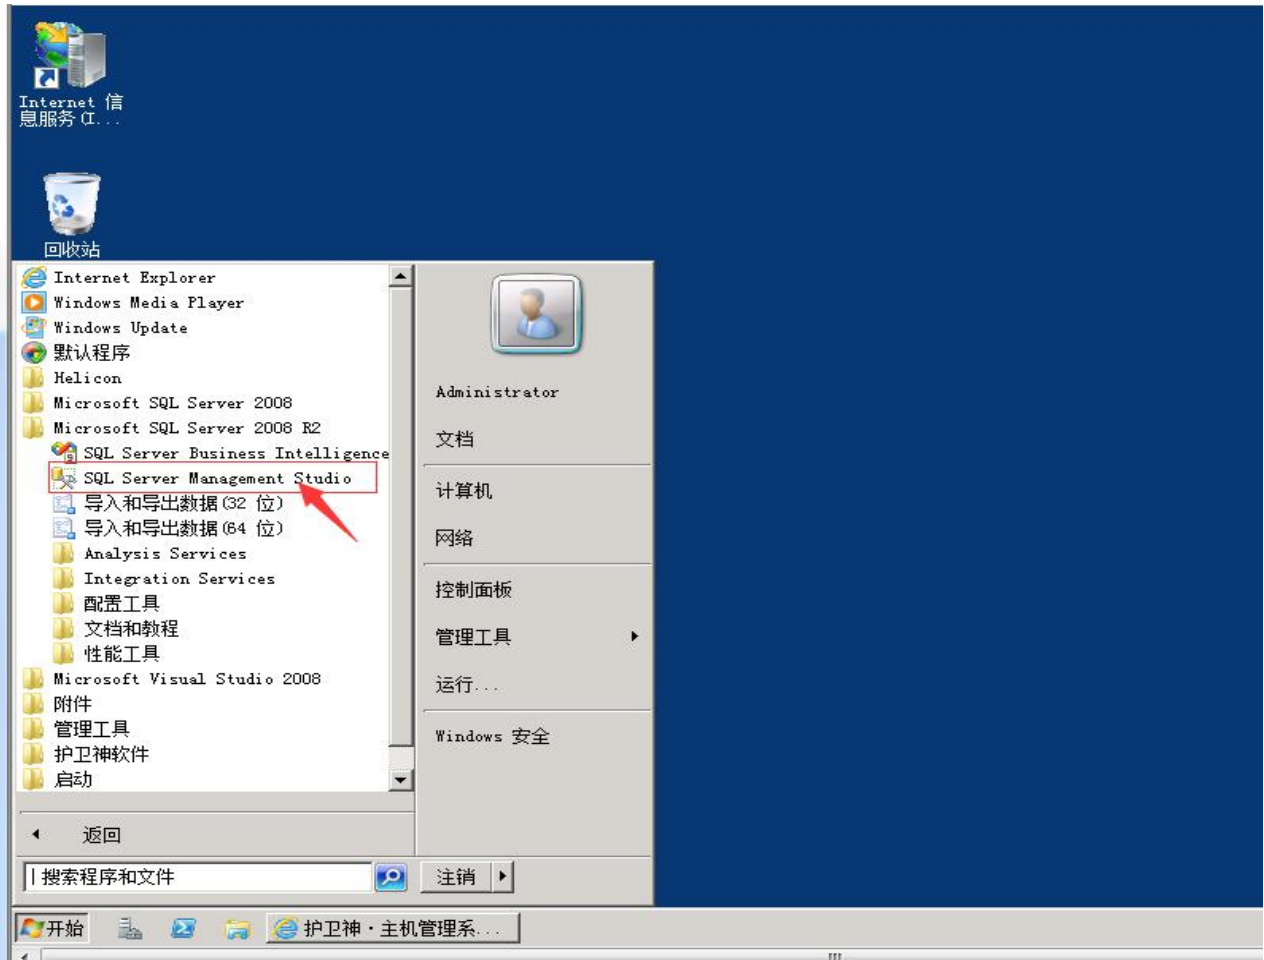 Internet 信
息服务(I...
回收站
Internet Explorer
Windows Media Player
Windows Update
默认程序
Helicon
Microsoft SQL Server 2008
Microsoft SQL Server 2008 R2
SQL Server Business Intelligence
SQL Server Management Studio
导入和导出数据(32 位)
导入和导出数据(64 位)
Analysis Services
Integration Services
配置工具
文档和教程
性能工具
Microsoft Visual Studio 2008
附件
管理工具
护卫神软件
启动
返回
搜索程序和文件
Administrator
文档
计算机
网络
控制面板
管理工具
运行...
Windows 安全
注销
开始
护卫神·主机管理系...